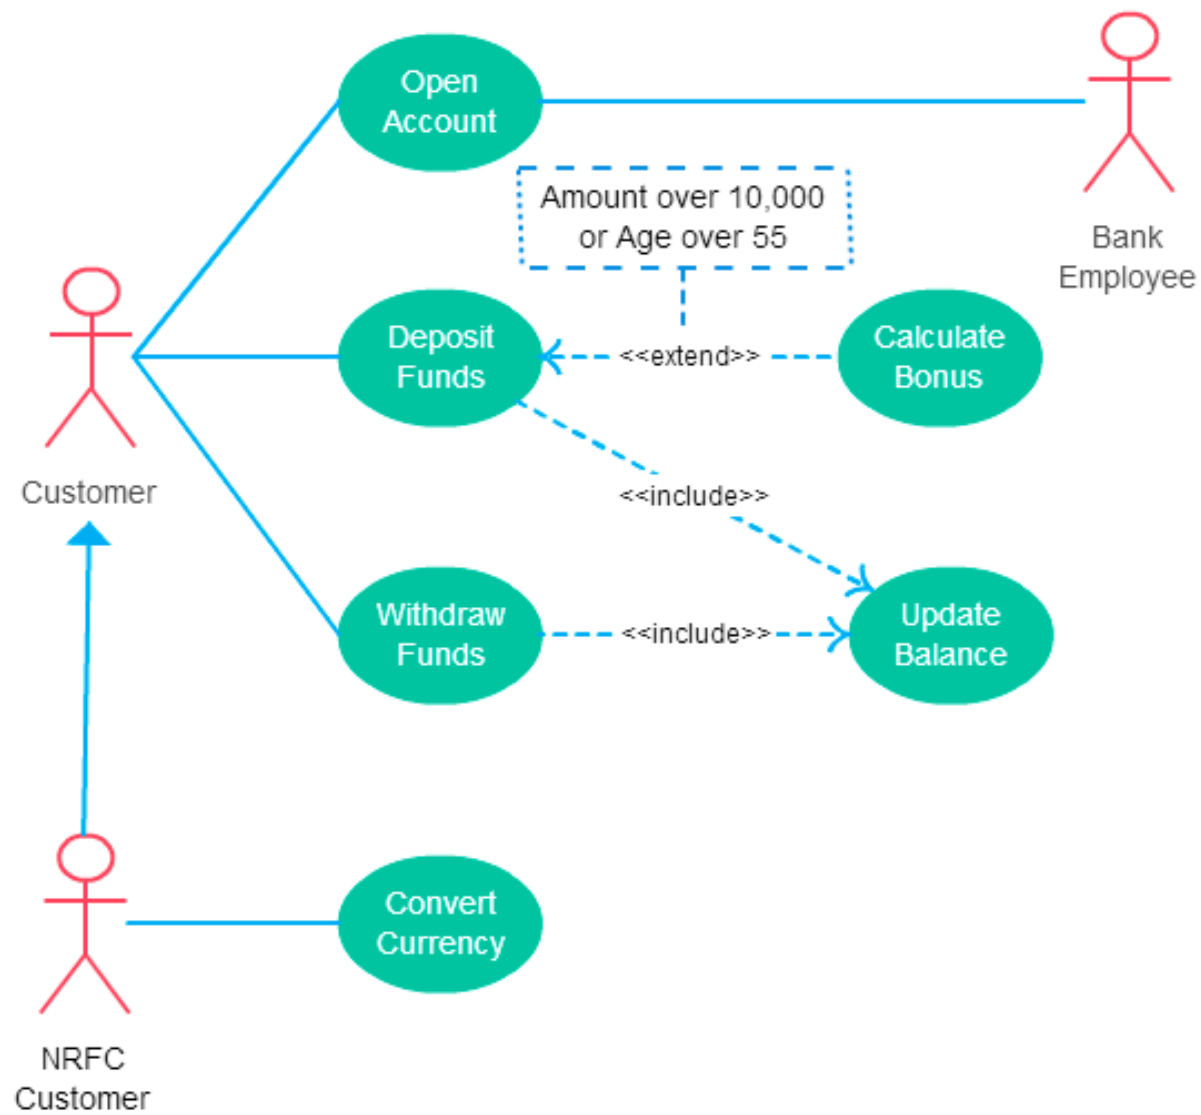 Open
Account
Amount over 10,000
or Age over 55
Bank
Employee
Deposit
Funds
<<extend>>
Calculate
Bonus
Customer
<<include>>
Withdraw
Funds
<<include>>
Update
Balance
Convert
Currency
NRFC
Customer